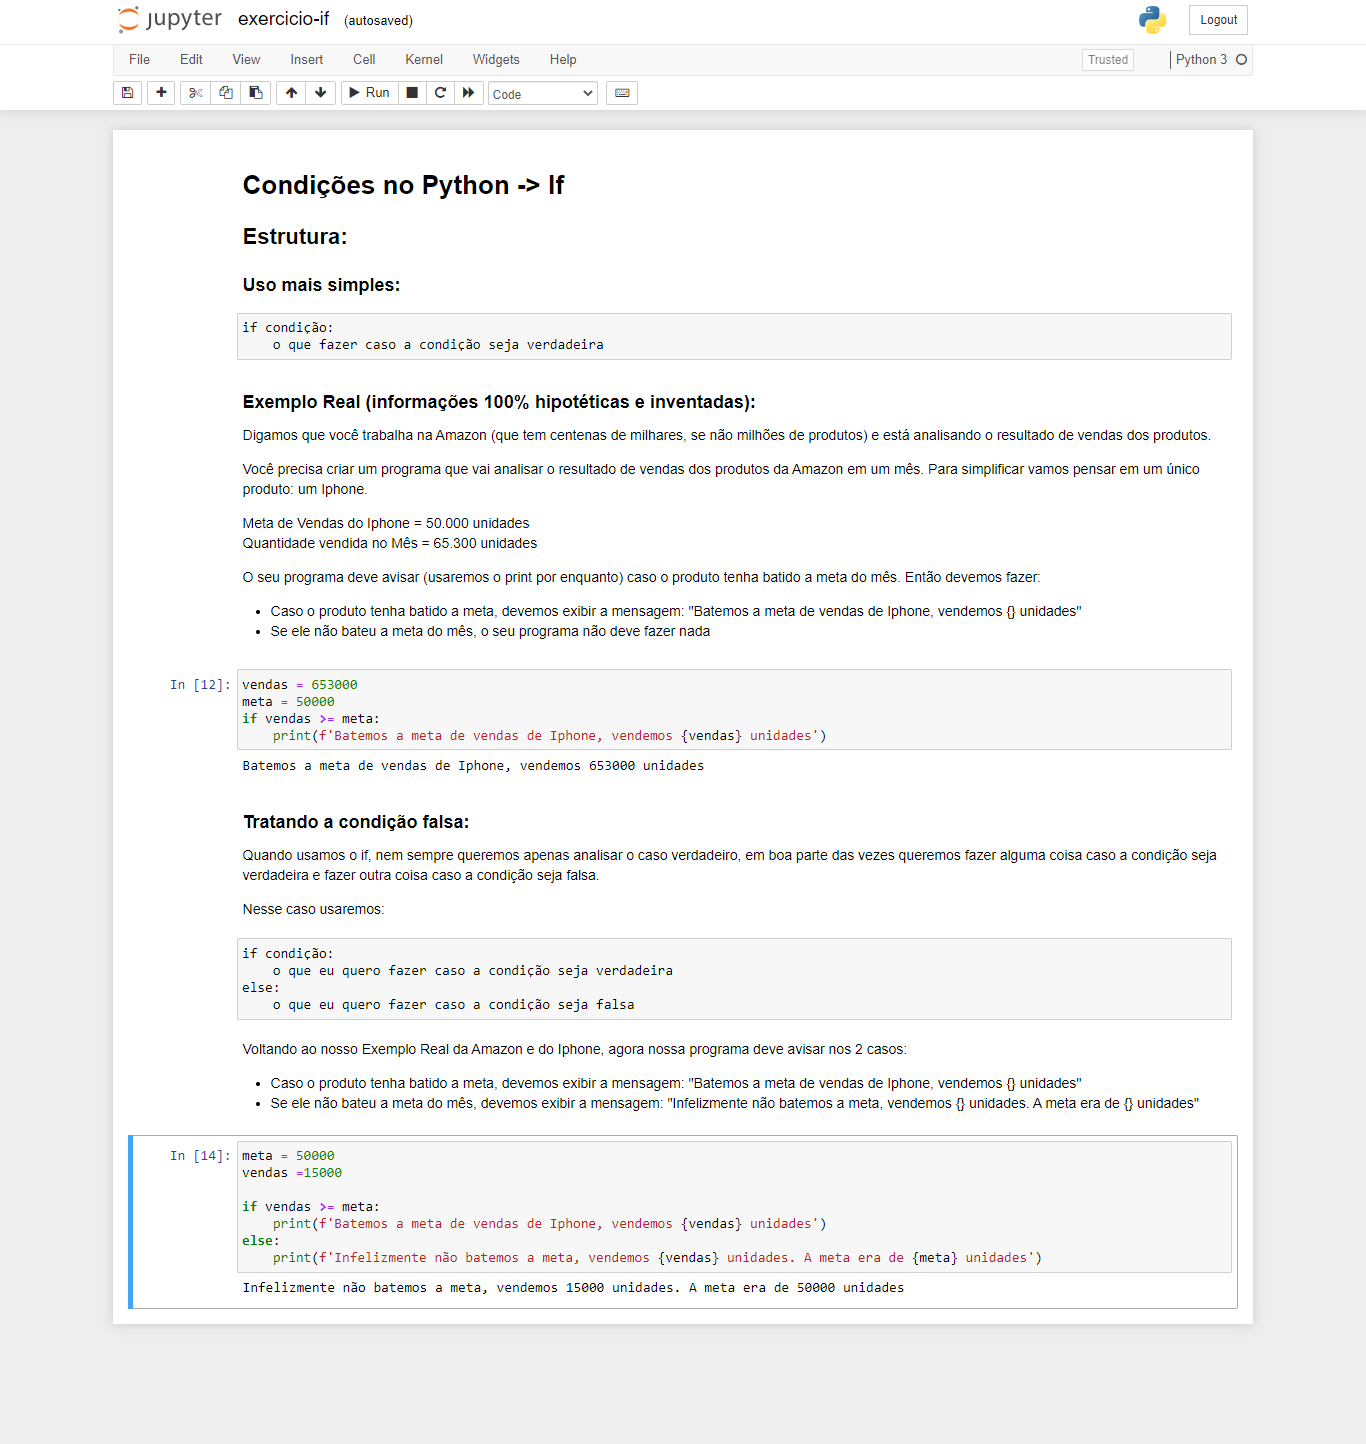 jupyter exercicio-if (autosaved) Logout
File Edit View Insert Cell Kernel Widgets Help Trusted Python 3
Run Code
Condições no Python -> If
Estrutura:
Uso mais simples:
if condição:
    o que fazer caso a condição seja verdadeira
Exemplo Real (informações 100% hipotéticas e inventadas):
Digamos que você trabalha na Amazon (que tem centenas de milhares, se não milhões de produtos) e está analisando o resultado de vendas dos produtos.
Você precisa criar um programa que vai analisar o resultado de vendas dos produtos da Amazon em um mês. Para simplificar vamos pensar em um único
produto: um Iphone.
Meta de Vendas do Iphone = 50.000 unidades
Quantidade vendida no Mês = 65.300 unidades
O seu programa deve avisar (usaremos o print por enquanto) caso o produto tenha batido a meta do mês. Então devemos fazer:
• Caso o produto tenha batido a meta, devemos exibir a mensagem: "Batemos a meta de vendas de Iphone, vendemos {} unidades"
• Se ele não bateu a meta do mês, o seu programa não deve fazer nada
In [12]: vendas = 653000
meta = 50000
if vendas >= meta:
    print(f'Batemos a meta de vendas de Iphone, vendemos {vendas} unidades')
Batemos a meta de vendas de Iphone, vendemos 653000 unidades
Tratando a condição falsa:
Quando usamos o if, nem sempre queremos apenas analisar o caso verdadeiro, em boa parte das vezes queremos fazer alguma coisa caso a condição seja
verdadeira e fazer outra coisa caso a condição seja falsa.
Nesse caso usaremos:
if condição:
    o que eu quero fazer caso a condição seja verdadeira
else:
    o que eu quero fazer caso a condição seja falsa
Voltando ao nosso Exemplo Real da Amazon e do Iphone, agora nossa programa deve avisar nos 2 casos:
• Caso o produto tenha batido a meta, devemos exibir a mensagem: "Batemos a meta de vendas de Iphone, vendemos {} unidades"
• Se ele não bateu a meta do mês, devemos exibir a mensagem: "Infelizmente não batemos a meta, vendemos {} unidades. A meta era de {} unidades"
In [14]: meta = 50000
vendas =15000
if vendas >= meta:
    print(f'Batemos a meta de vendas de Iphone, vendemos {vendas} unidades')
else:
    print(f'Infelizmente não batemos a meta, vendemos {vendas} unidades. A meta era de {meta} unidades')
Infelizmente não batemos a meta, vendemos 15000 unidades. A meta era de 50000 unidades